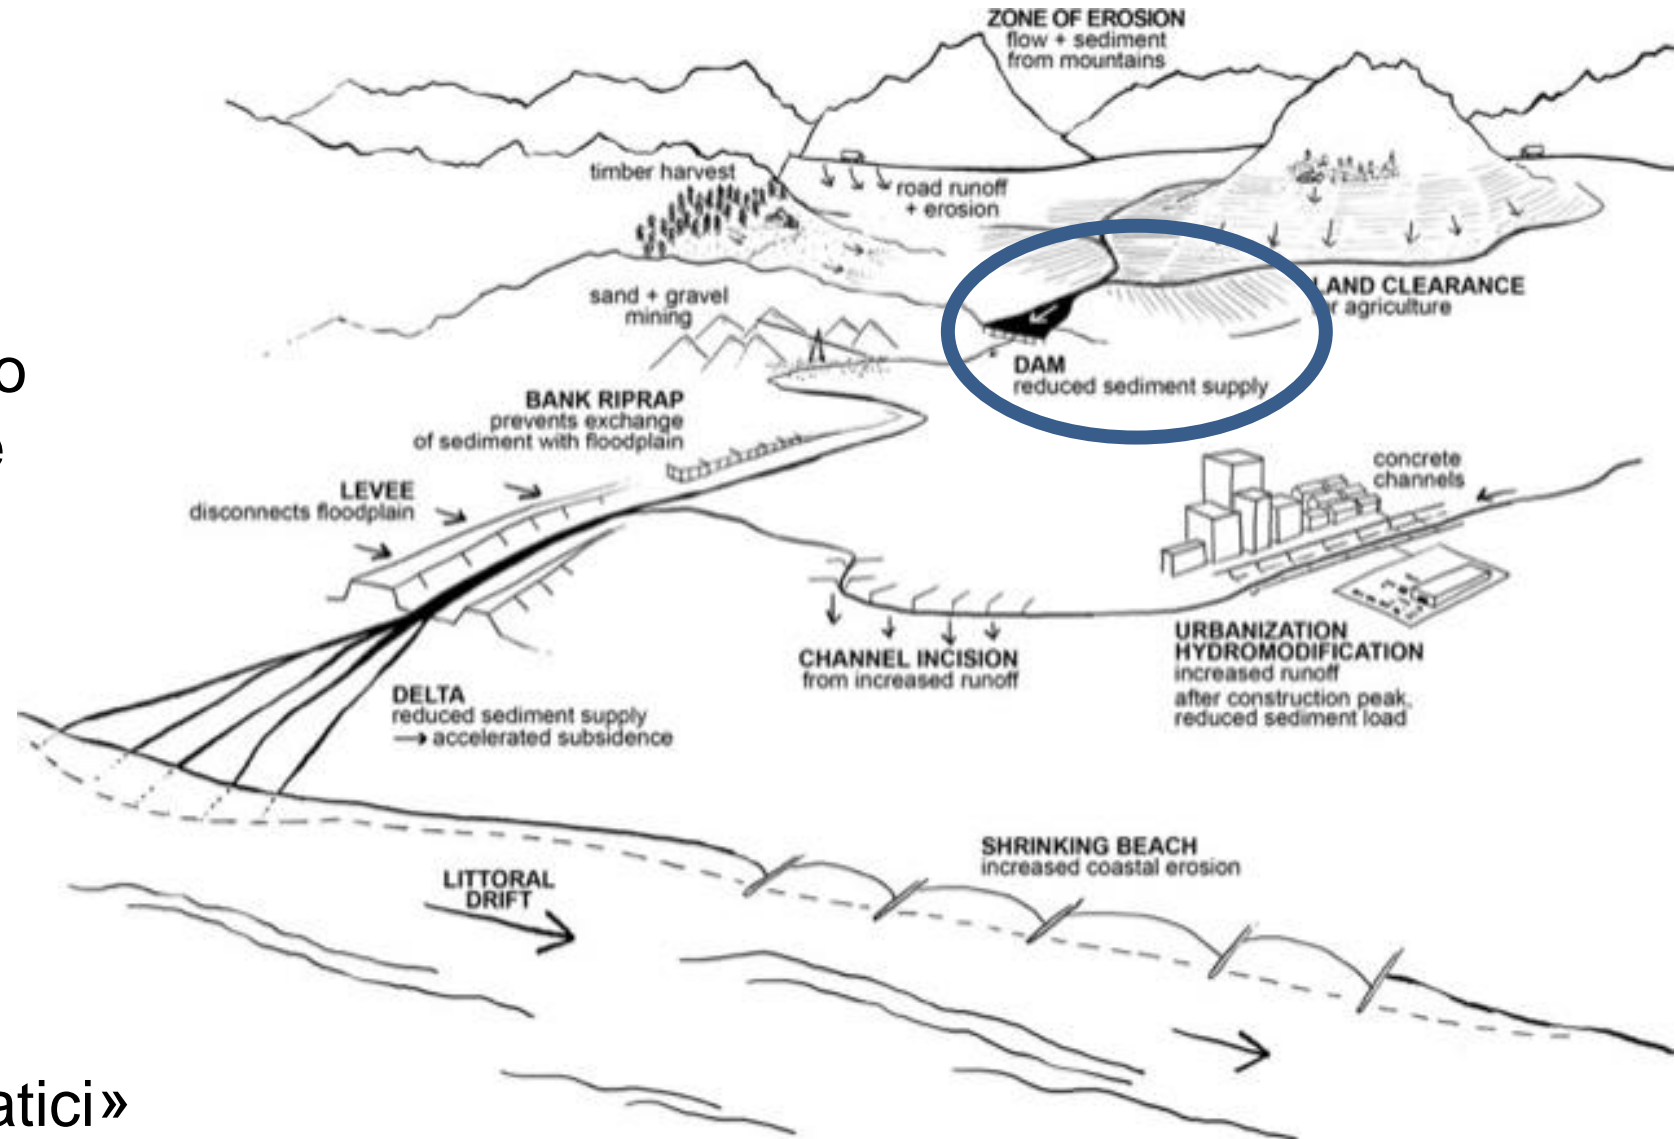 ZONE OF EROSION
flow + sediment
from mountains
timber harvest
road runoff
+ erosion
sand + gravel
mining
LAND CLEARANCE
agriculture
DAM
reduced sediment supply
o
e
BANK RIPRAP
prevents exchange
of sediment with floodplain
LEVEE
disconnects floodplain
concrete
channels
URBANIZATION
HYDROMODIFICATION
increased runoff
after construction peak,
reduced sediment load
CHANNEL INCISION
from increased runoff
DELTA
reduced sediment supply
→ accelerated subsidence
SHRINKING BEACH
increased coastal erosion
LITTORAL
DRIFT
atici»